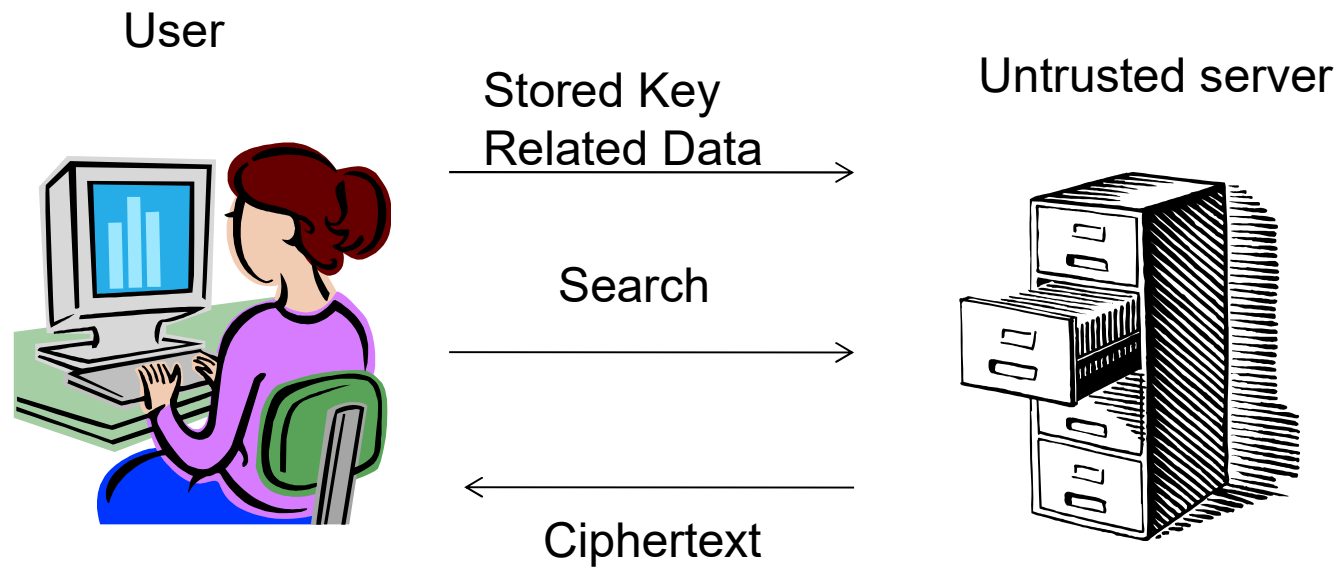 User
Untrusted server
Stored Key
Related Data
Search
Ciphertext